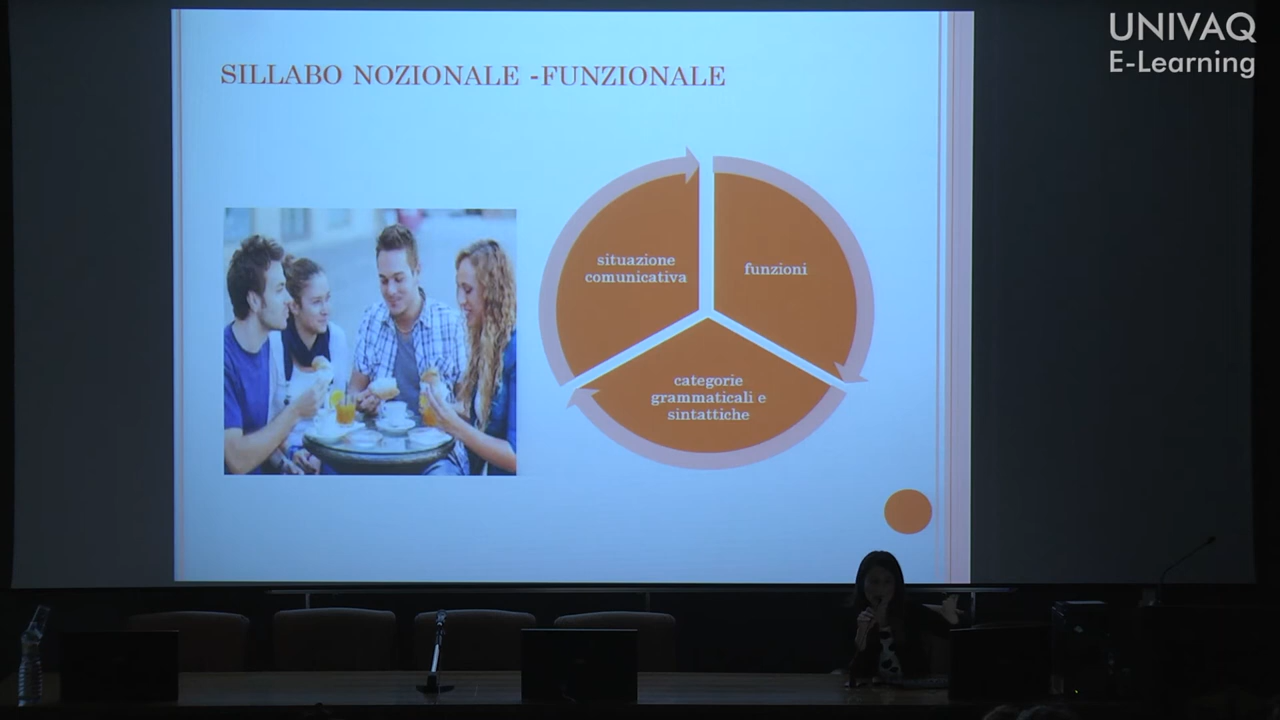 UNIVAQ
E-Learning
SILLABO NOZIONALE -FUNZIONALE
situazione
comunicativa
funzioni
categorie
grammaticali e
sintattiche